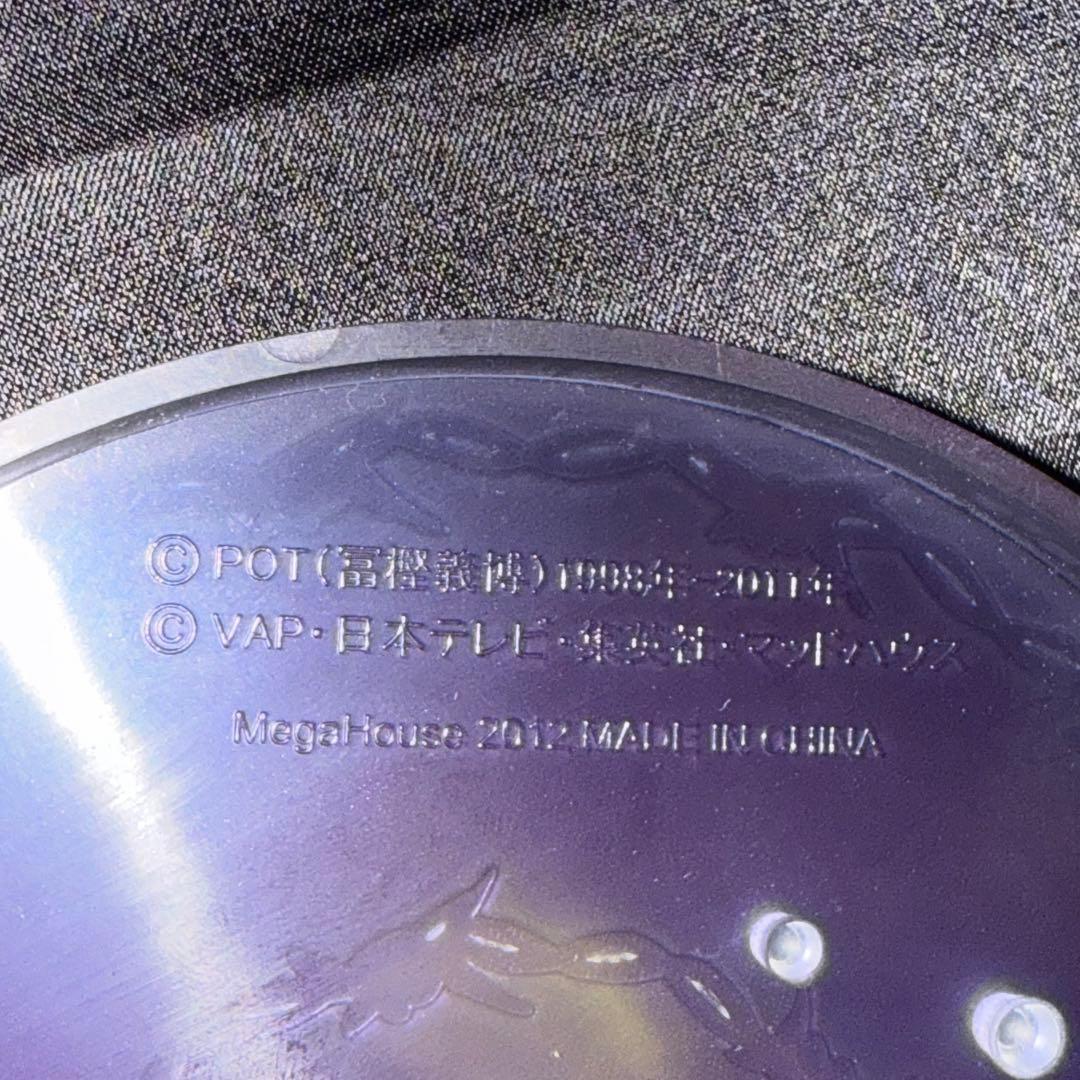 © POT(冨樫義博)1998年-2011年
© VAP・日本テレビ・集英社・マッドハウス
MegaHouse 2012 MADE IN CHINA